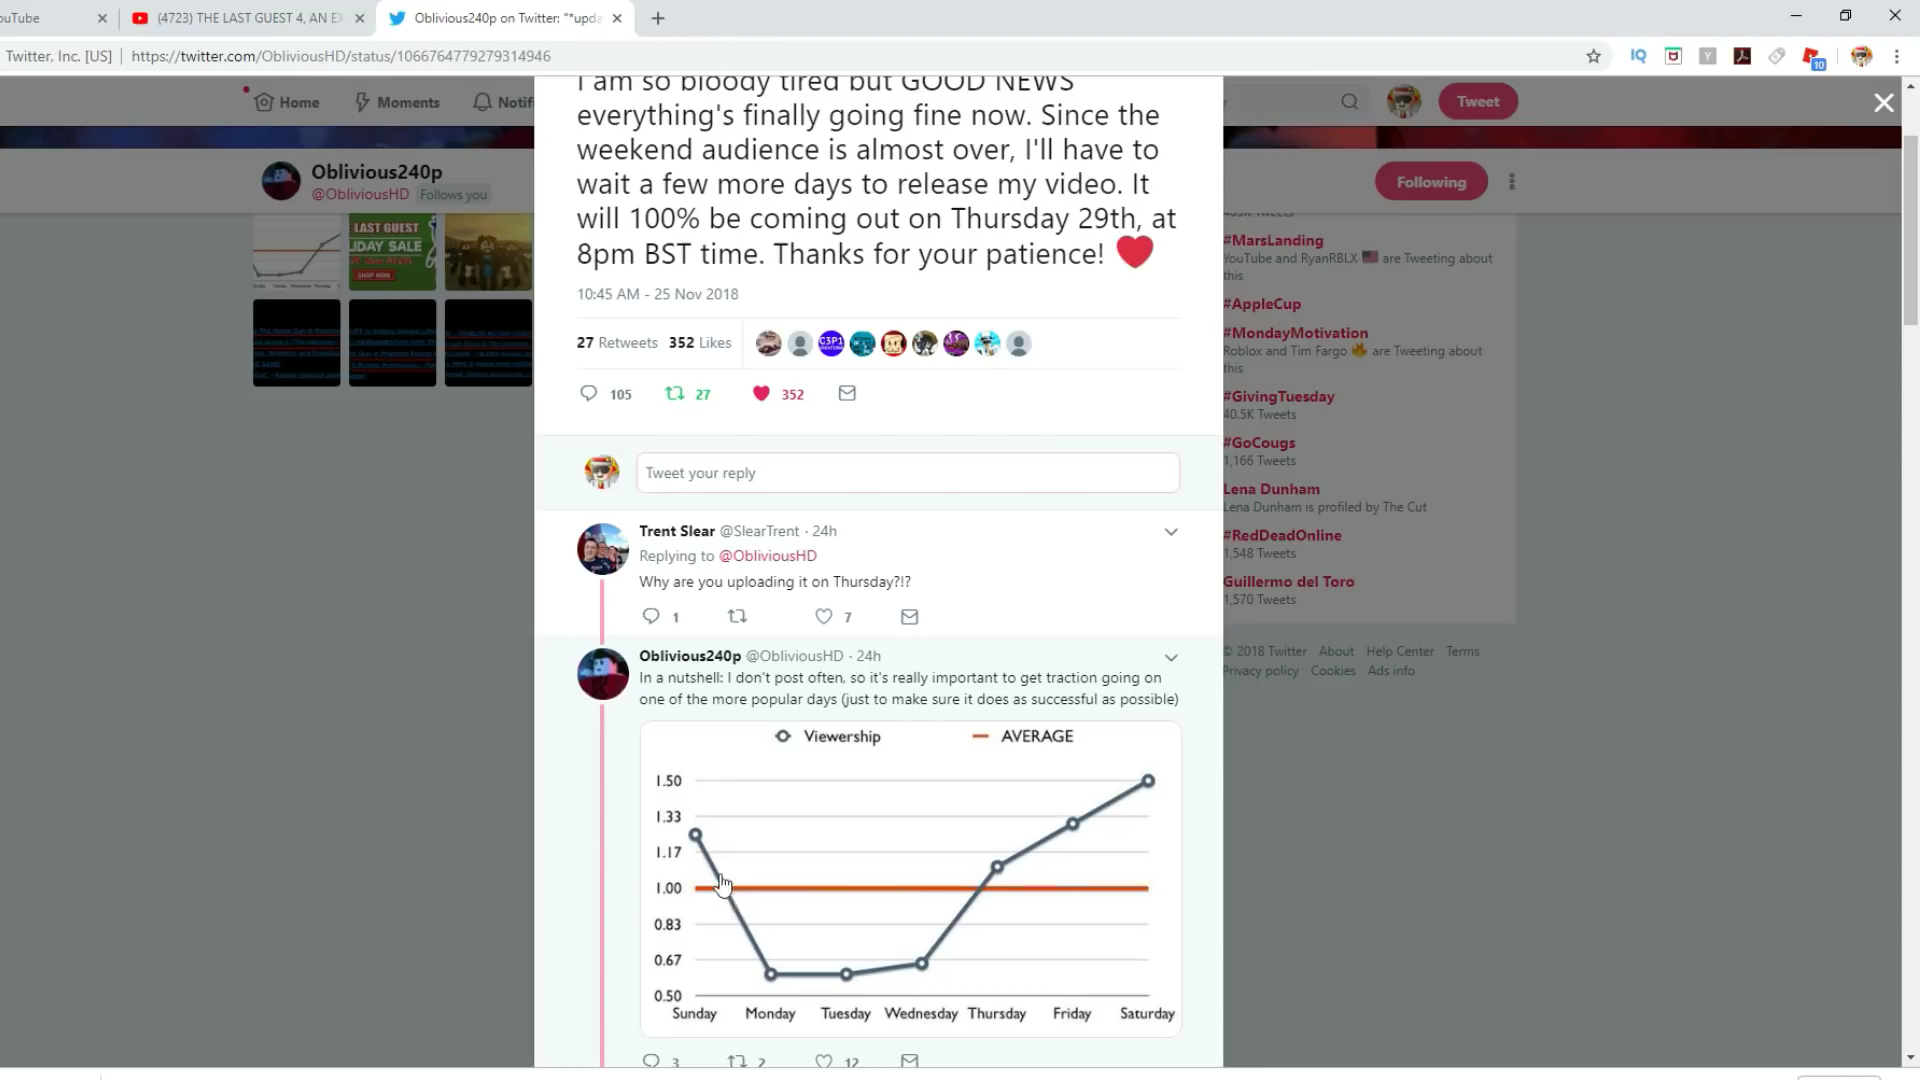 ouTube
(4723) THE LAST GUEST 4, AN EX
Oblivious240p on Twitter: "*upda
Twitter, Inc. [US]
https://twitter.com/ObliviousHD/status/1066764779279314946
IQ
10
Home
Moments
Notif
Tweet
Oblivious240p
@ObliviousHD Follows you
Following
LAST GUEST
LIDAY SALE
SHOP NOW
I am so bloody tired but GOOD NEWS
everything's finally going fine now. Since the
weekend audience is almost over, I'll have to
wait a few more days to release my video. It
will 100% be coming out on Thursday 29th, at
8pm BST time. Thanks for your patience! ❤
10:45 AM - 25 Nov 2018
27 Retweets 352 Likes
C3P1
105 27 352
Tweet your reply
Trent Slear @SlearTrent · 24h
Replying to @ObliviousHD
Why are you uploading it on Thursday?!?
1 7
Oblivious240p @ObliviousHD · 24h
In a nutshell: I don't post often, so it's really important to get traction going on
one of the more popular days (just to make sure it does as successful as possible)
Viewership AVERAGE
1.50
1.33
1.17
1.00
0.83
0.67
0.50
Sunday Monday Tuesday Wednesday Thursday Friday Saturday
3 2 12
#MarsLanding
YouTube and RyanRBLX 🇺🇸 are Tweeting about
this
#AppleCup
#MondayMotivation
Roblox and Tim Fargo 🔥 are Tweeting about
this
#GivingTuesday
40.5K Tweets
#GoCougs
1,166 Tweets
Lena Dunham
Lena Dunham is profiled by The Cut
#RedDeadOnline
1,548 Tweets
Guillermo del Toro
1,570 Tweets
© 2018 Twitter About Help Center Terms
Privacy policy Cookies Ads info